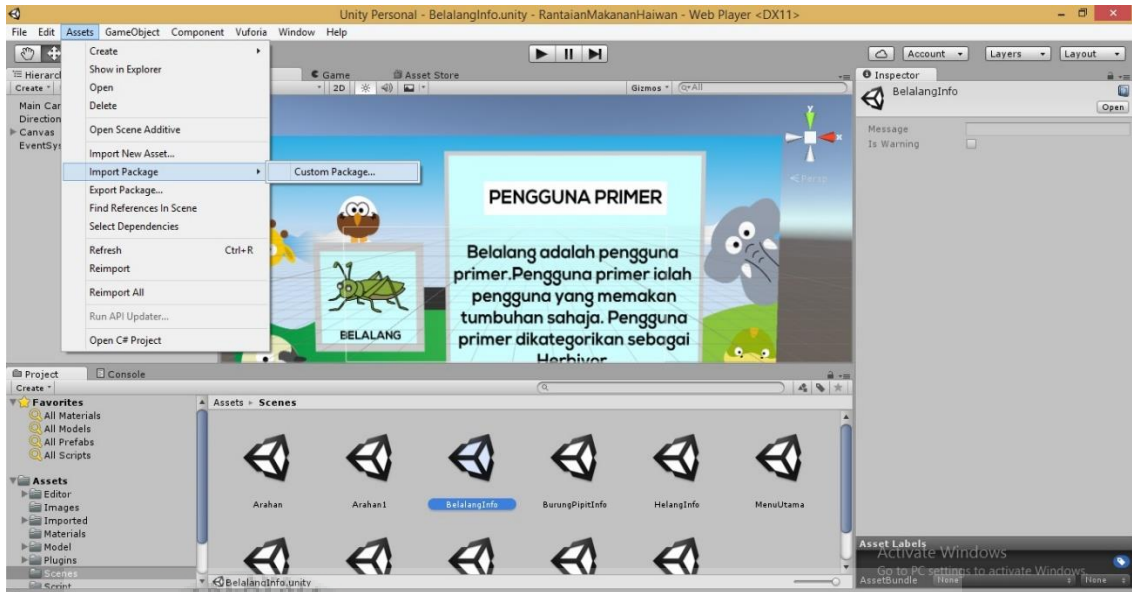 Unity Personal - BelalangInfo.unity - RantaianMakananHaiwan - Web Player <DX11>
File Edit Assets GameObject Component Vuforia Window Help
Account Layers Layout
Create
Show in Explorer
Open
Delete
Open Scene Additive
Import New Asset...
Import Package
Custom Package...
Export Package...
Find References In Scene
Select Dependencies
Refresh Ctrl+R
Reimport
Reimport All
Run API Updater...
Open C# Project
Create
Main
Canvas
Game Asset Store
2D Gizmos All
Persp
PENGGUNA PRIMER
Belalang adalah pengguna
primer.Pengguna primer ialah
pengguna yang memakan
tumbuhan sahaja. Pengguna
primer dikategorikan sebagai
Herbivor
BELALANG
Inspector
BelalangInfo
Open
Message
Is Warning
Project Console
Create
Favorites
All Materials
All Models
All Prefabs
All Scripts
Assets
Editor
Images
Imported
Materials
Model
Plugins
Scenes
Script
Assets Scenes
Arahan Arahan1 BelalangInfo BurungPipitInfo HelangInfo MenuUtama
BelalangInfo.unity
Asset Labels
Activate Windows
Go to PC settings to activate Windows.
AssetBundle None None